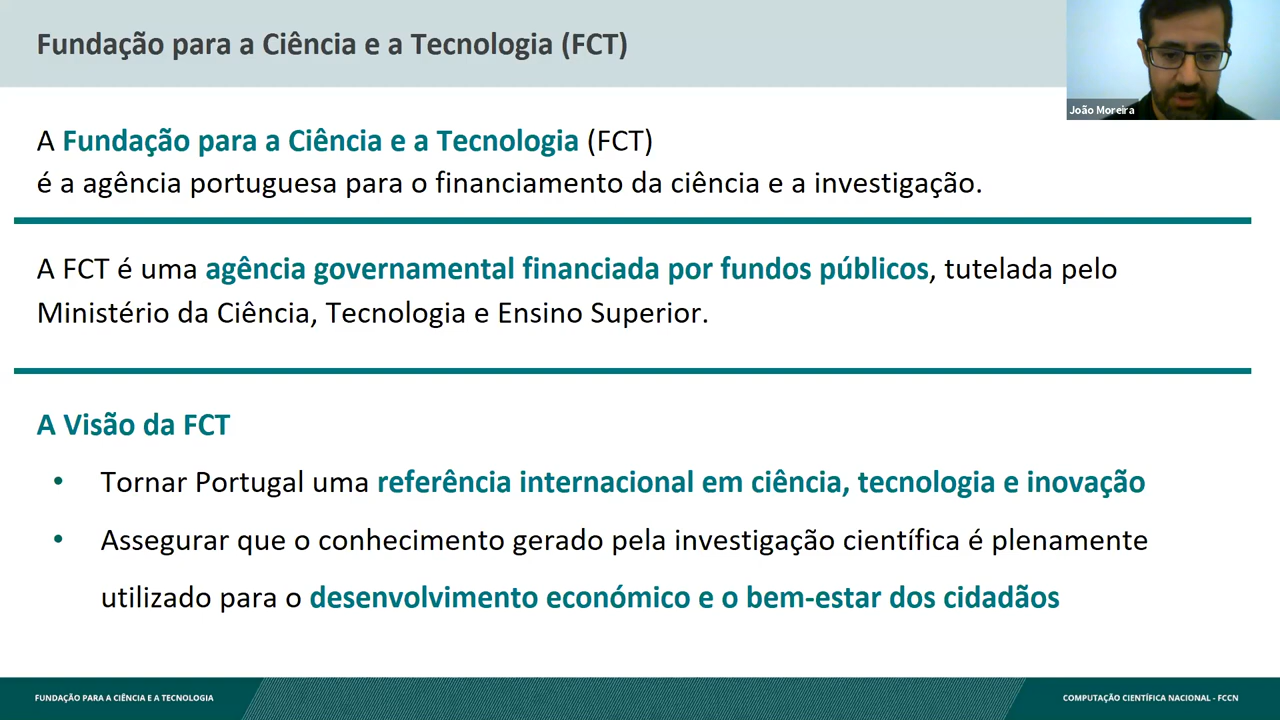 Fundação para a Ciência e a Tecnologia (FCT)
João Moreira
A Fundação para a Ciência e a Tecnologia (FCT)
é a agência portuguesa para o financiamento da ciência e a investigação.
A FCT é uma agência governamental financiada por fundos públicos, tutelada pelo
Ministério da Ciência, Tecnologia e Ensino Superior.
A Visão da FCT
• Tornar Portugal uma referência internacional em ciência, tecnologia e inovação
• Assegurar que o conhecimento gerado pela investigação científica é plenamente
utilizado para o desenvolvimento económico e o bem-estar dos cidadãos
FUNDAÇÃO PARA A CIÊNCIA E A TECNOLOGIA
COMPUTAÇÃO CIENTÍFICA NACIONAL - FCCN